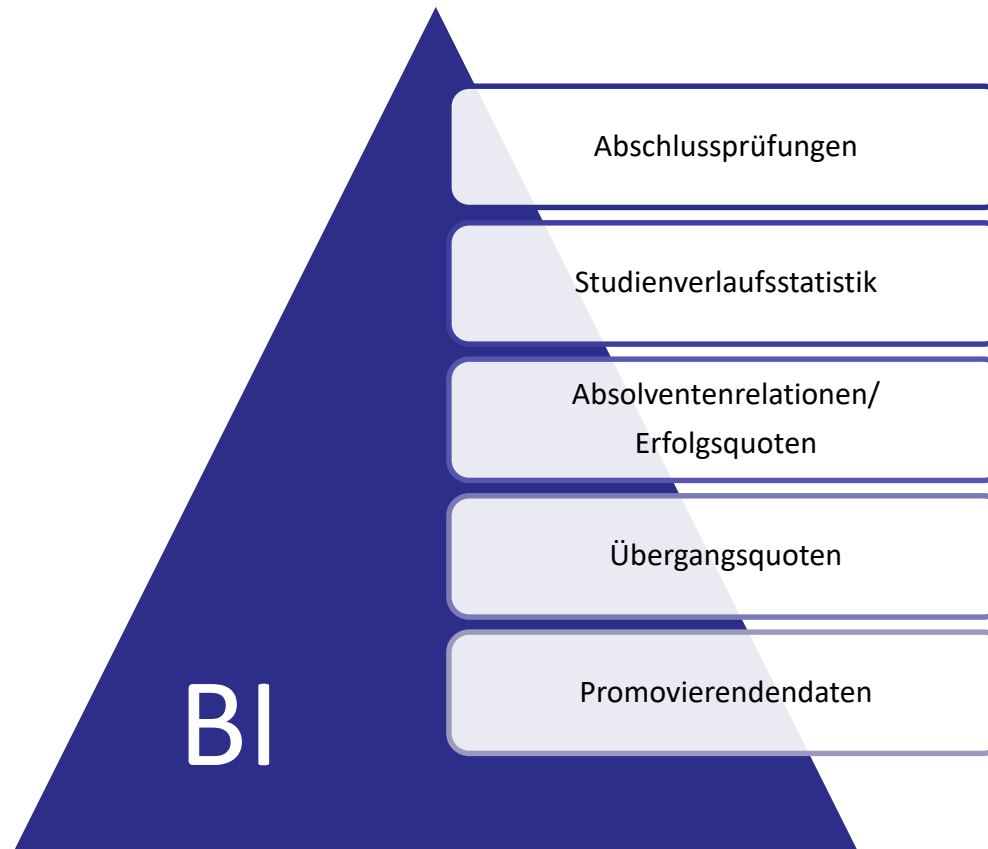 Abschlussprüfungen
Studienverlaufsstatistik
Absolventenrelationen/
Erfolgsquoten
Übergangsquoten
Promovierendendaten
BI